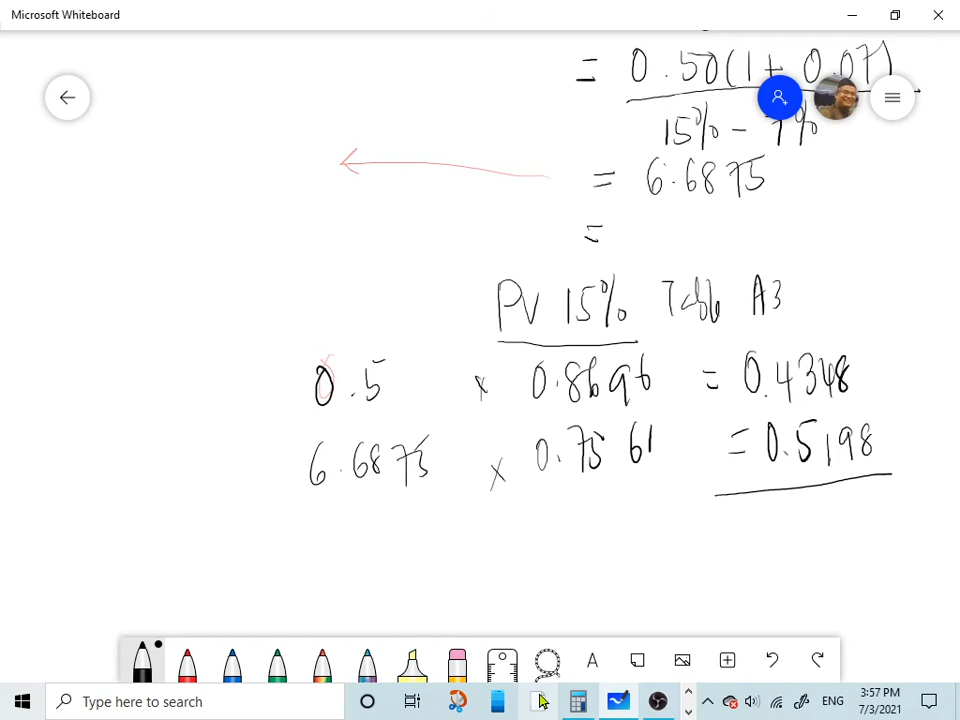 Microsoft Whiteboard
= 0.50(1+0.07)
15% - 7%
= 6.6875
=
PV 15% Table A3
0.5 x 0.8696 = 0.4348
6.6875 x 0.7561 = 0.5198
A
Type here to search
ENG
3:57 PM
7/3/2021